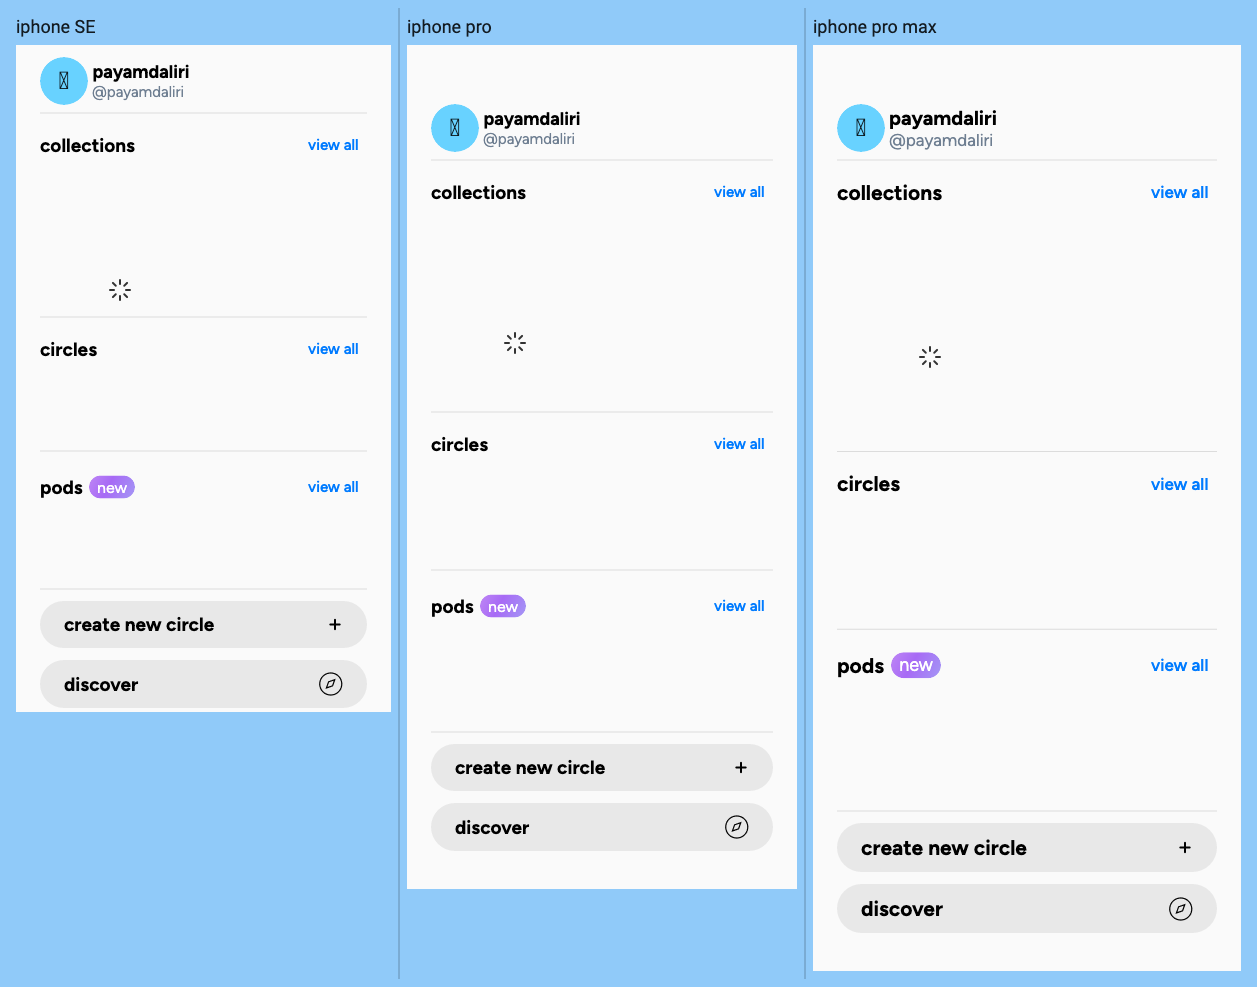 iphone SE
payamdaliri
@payamdaliri
collections view all
circles view all
pods new view all
create new circle +
discover
iphone pro
payamdaliri
@payamdaliri
collections view all
circles view all
pods new view all
create new circle +
discover
iphone pro max
payamdaliri
@payamdaliri
collections view all
circles view all
pods new view all
create new circle +
discover